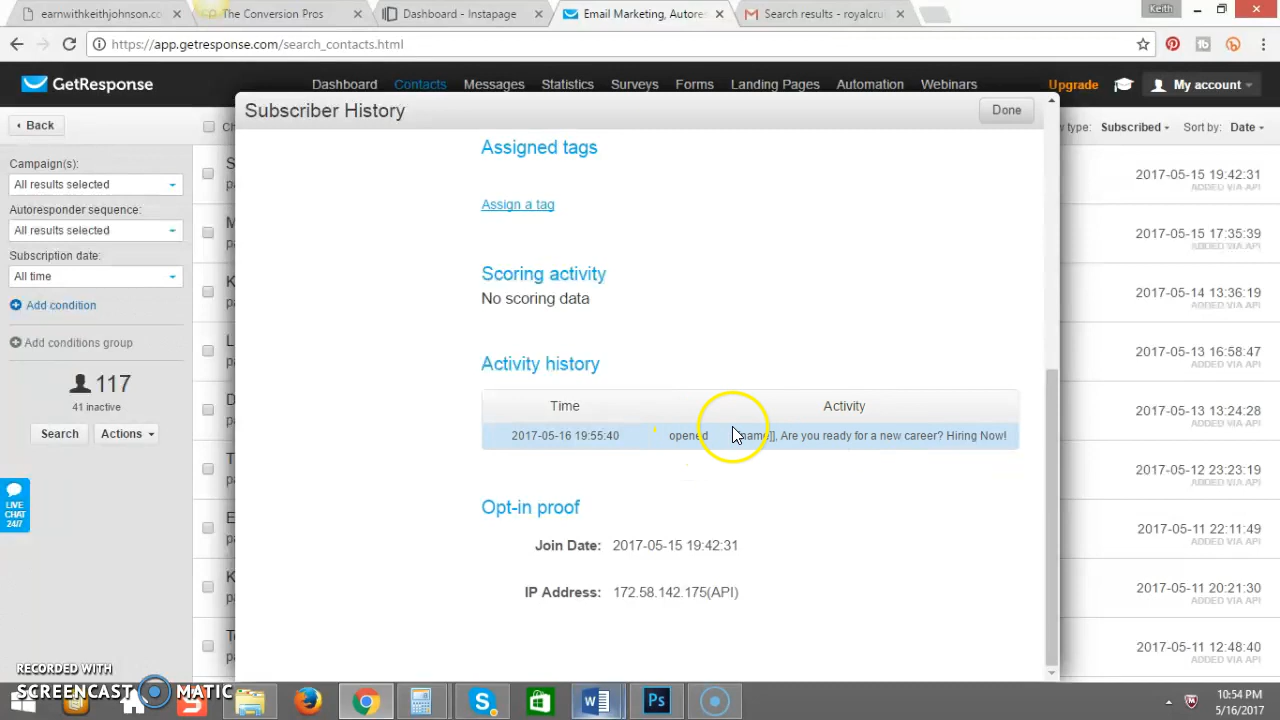 earnwithkeithjohnson.co
The Conversion Pros
Dashboard - Instapage
Email Marketing, Autores
Search results - royalcru
Keith
https://app.getresponse.com/search_contacts.html
GetResponse
Dashboard
Contacts
Messages
Statistics
Surveys
Forms
Landing Pages
Automation
Webinars
Upgrade
My account
Back
Subscriber History
Done
type:
Subscribed
Sort by:
Date
Campaign(s):
All results selected
Autoresponder sequence:
All results selected
Subscription date:
All time
Add condition
Add conditions group
117
41 inactive
Search
Actions
LIVE
CHAT
24/7
Assigned tags
Assign a tag
Scoring activity
No scoring data
Activity history
Time
Activity
2017-05-16 19:55:40
opened
name]], Are you ready for a new career? Hiring Now!
Opt-in proof
Join Date:
2017-05-15 19:42:31
IP Address:
172.58.142.175(API)
2017-05-15 19:42:31
ADDED VIA API
2017-05-15 17:35:39
ADDED VIA API
2017-05-14 13:36:19
ADDED VIA API
2017-05-13 16:58:47
ADDED VIA API
2017-05-13 13:24:28
ADDED VIA API
2017-05-12 23:23:19
ADDED VIA API
2017-05-11 22:11:49
ADDED VIA API
2017-05-11 20:21:30
ADDED VIA API
2017-05-11 12:48:40
ADDED VIA API
RECORDED WITH
SCREENCAST MATIC
10:54 PM
5/16/2017